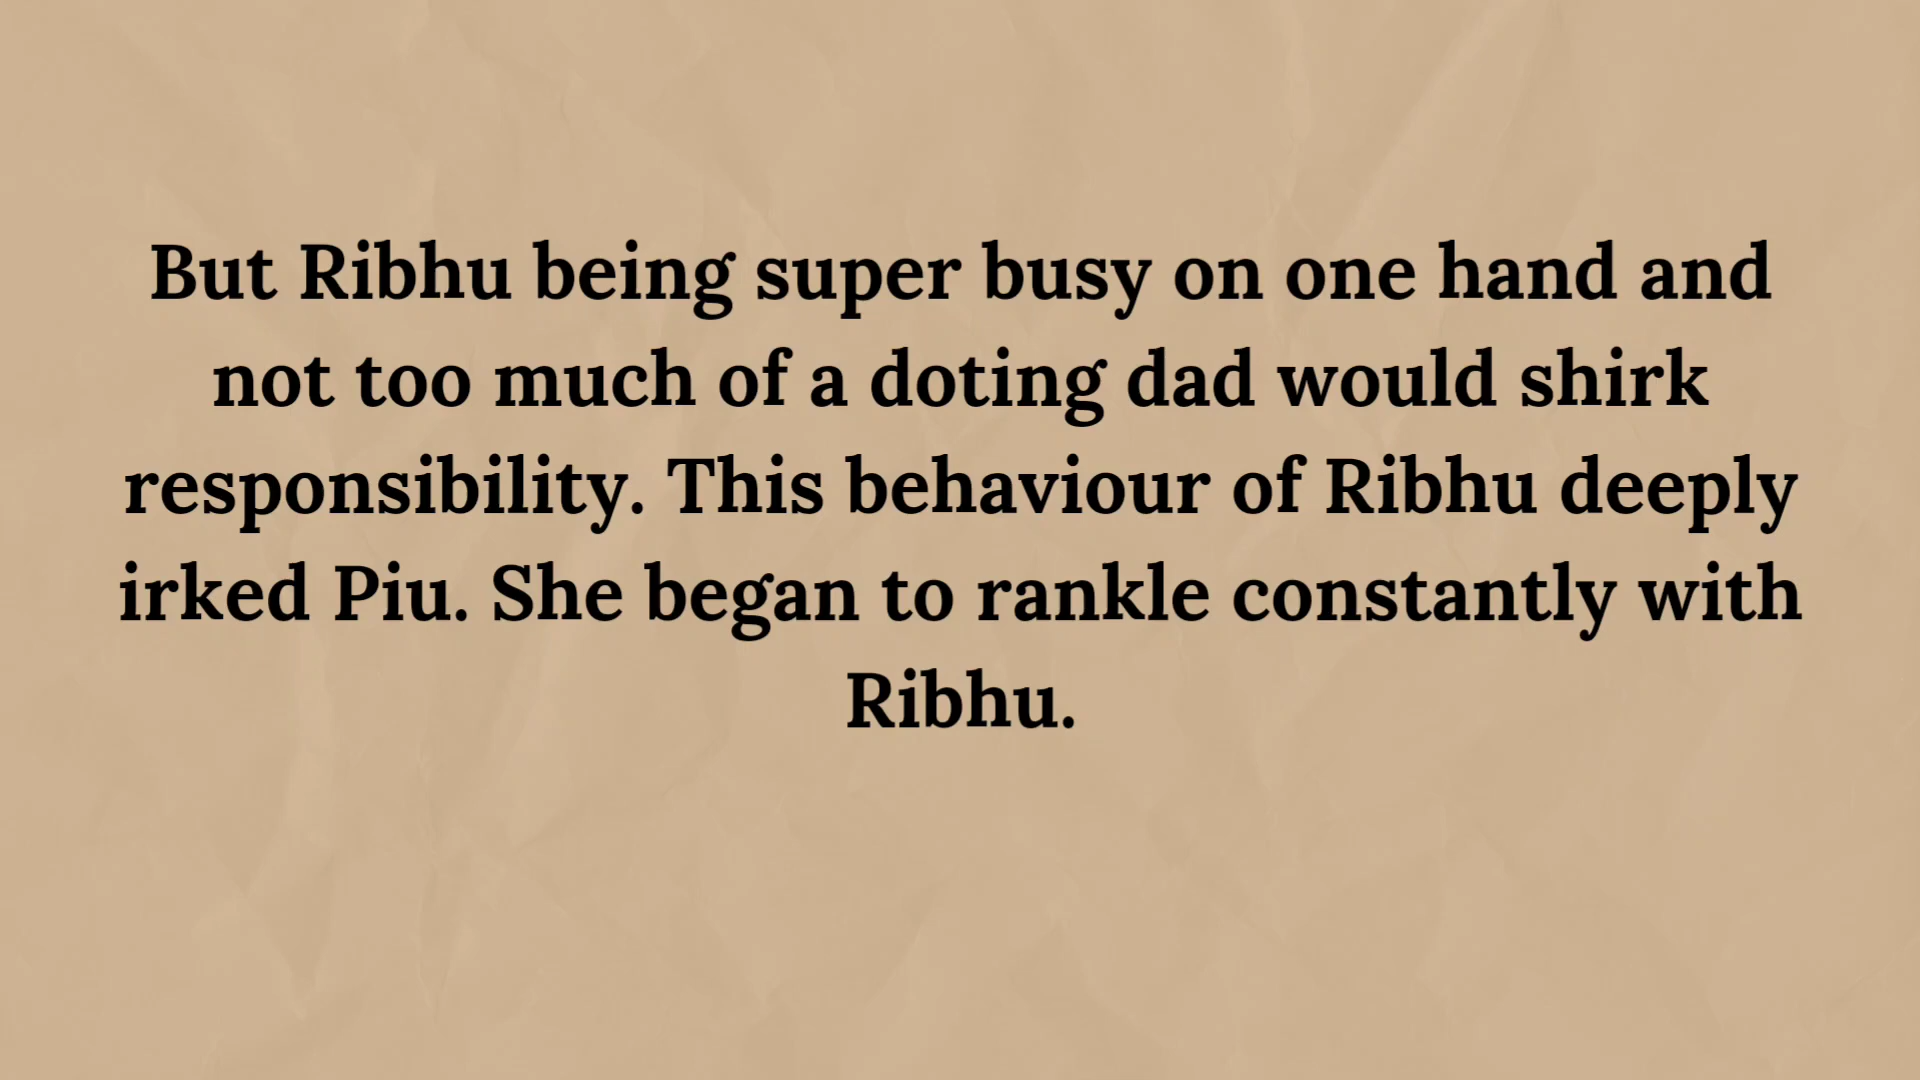 But Ribhu being super busy on one hand and
not too much of a doting dad would shirk
responsibility. This behaviour of Ribhu deeply
irked Piu. She began to rankle constantly with
Ribhu.